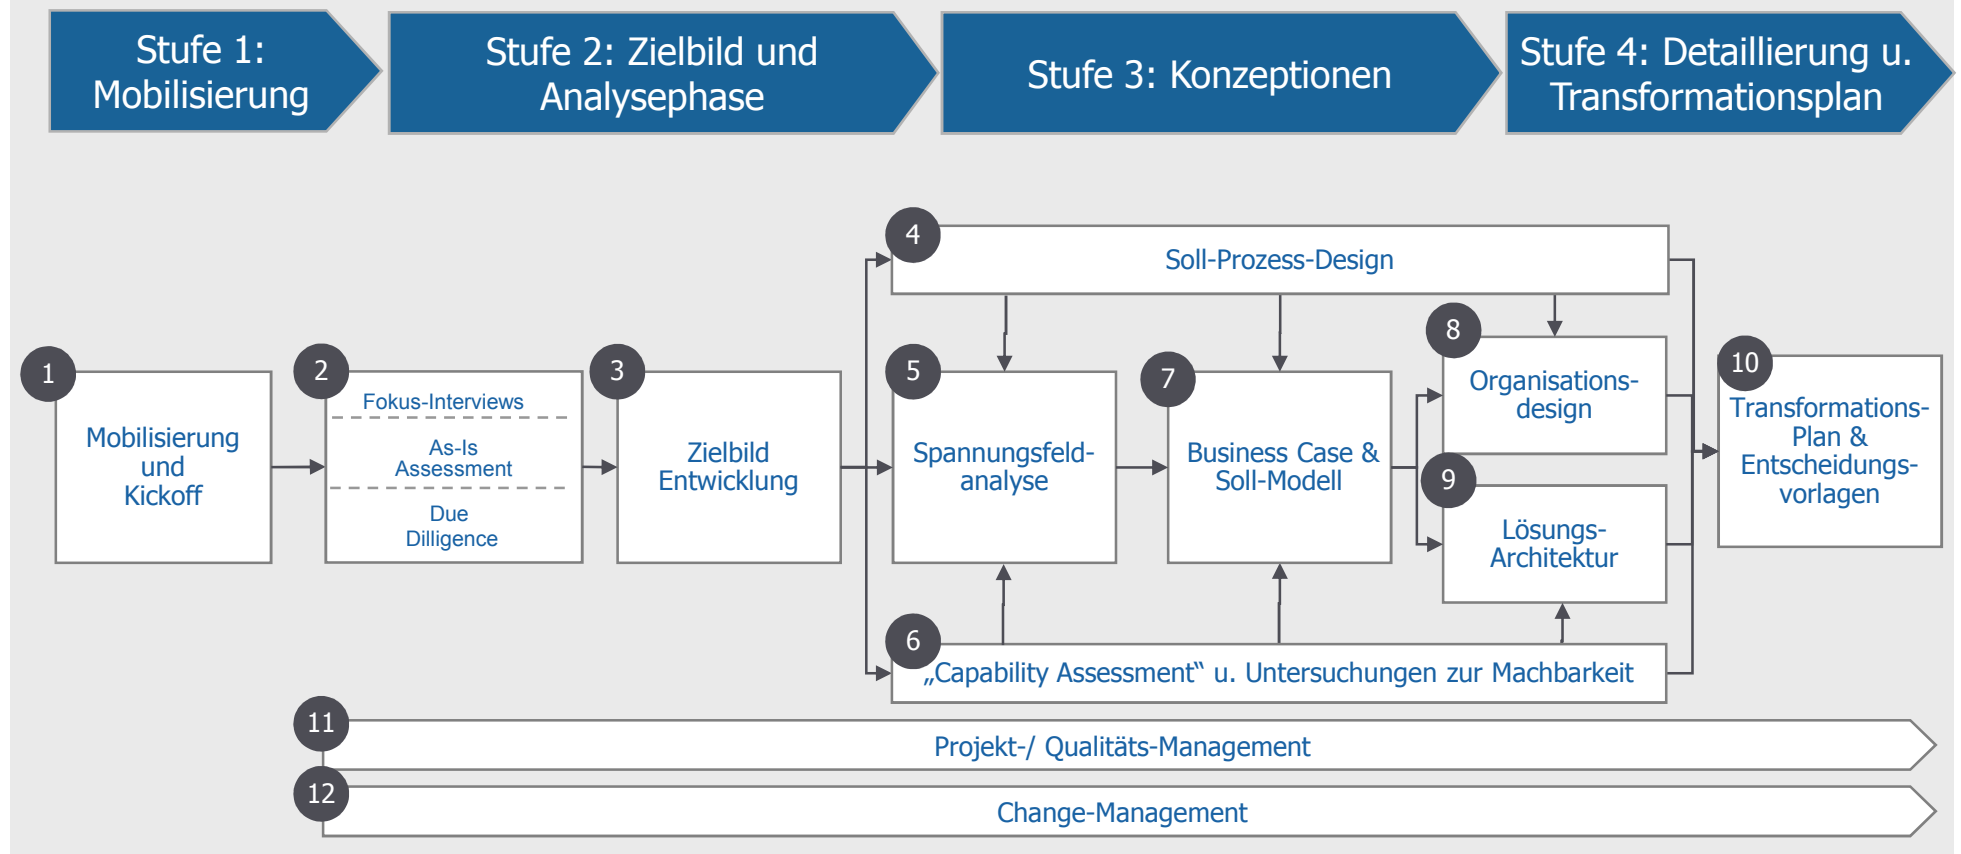 Stufe 1:
Mobilisierung
Stufe 2: Zielbild und
Analysephase
Stufe 3: Konzeptionen
Stufe 4: Detaillierung u.
Transformationsplan
4
Soll-Prozess-Design
1
Mobilisierung
und
Kickoff
2
Fokus-Interviews
As-Is
Assessment
Due
Dilligence
3
Zielbild
Entwicklung
5
Spannungsfeld-
analyse
7
Business Case &
Soll-Modell
8
Organisations-
design
9
Lösungs-
Architektur
10
Transformations-
Plan &
Entscheidungs-
vorlagen
6
„Capability Assessment“ u. Untersuchungen zur Machbarkeit
11
Projekt-/ Qualitäts-Management
12
Change-Management